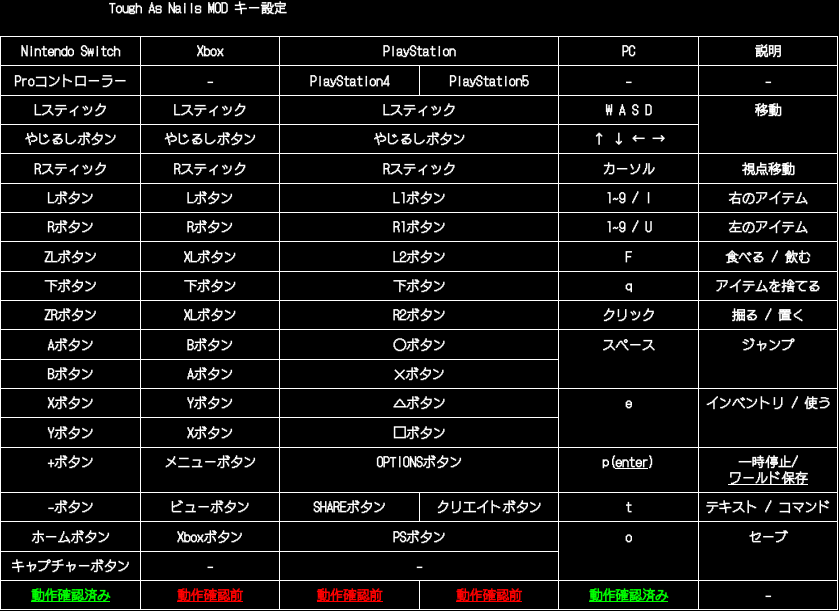 Tough As Nails MOD キー設定
Nintendo Switch Xbox PlayStation PC 説明
Proコントローラー - PlayStation4 PlayStation5 - -
Lスティック Lスティック Lスティック W A S D 移動
やじるしボタン やじるしボタン やじるしボタン ↑ ↓ ← →
Rスティック Rスティック Rスティック カーソル 視点移動
Lボタン Lボタン L1ボタン 1~9 / I 右のアイテム
Rボタン Rボタン R1ボタン 1~9 / U 左のアイテム
ZLボタン XLボタン L2ボタン F 食べる / 飲む
下ボタン 下ボタン 下ボタン q アイテムを捨てる
ZRボタン XLボタン R2ボタン クリック 掘る / 置く
Aボタン Bボタン ○ボタン スペース ジャンプ
Bボタン Aボタン ×ボタン
Xボタン Yボタン △ボタン e インベントリ / 使う
Yボタン Xボタン □ボタン
+ボタン メニューボタン OPTIONSボタン p(enter) 一時停止/
ワールド保存
-ボタン ビューボタン SHAREボタン クリエイトボタン t テキスト / コマンド
ホームボタン Xboxボタン PSボタン o セーブ
キャプチャーボタン - -
動作確認済み 動作確認前 動作確認前 動作確認前 動作確認済み -